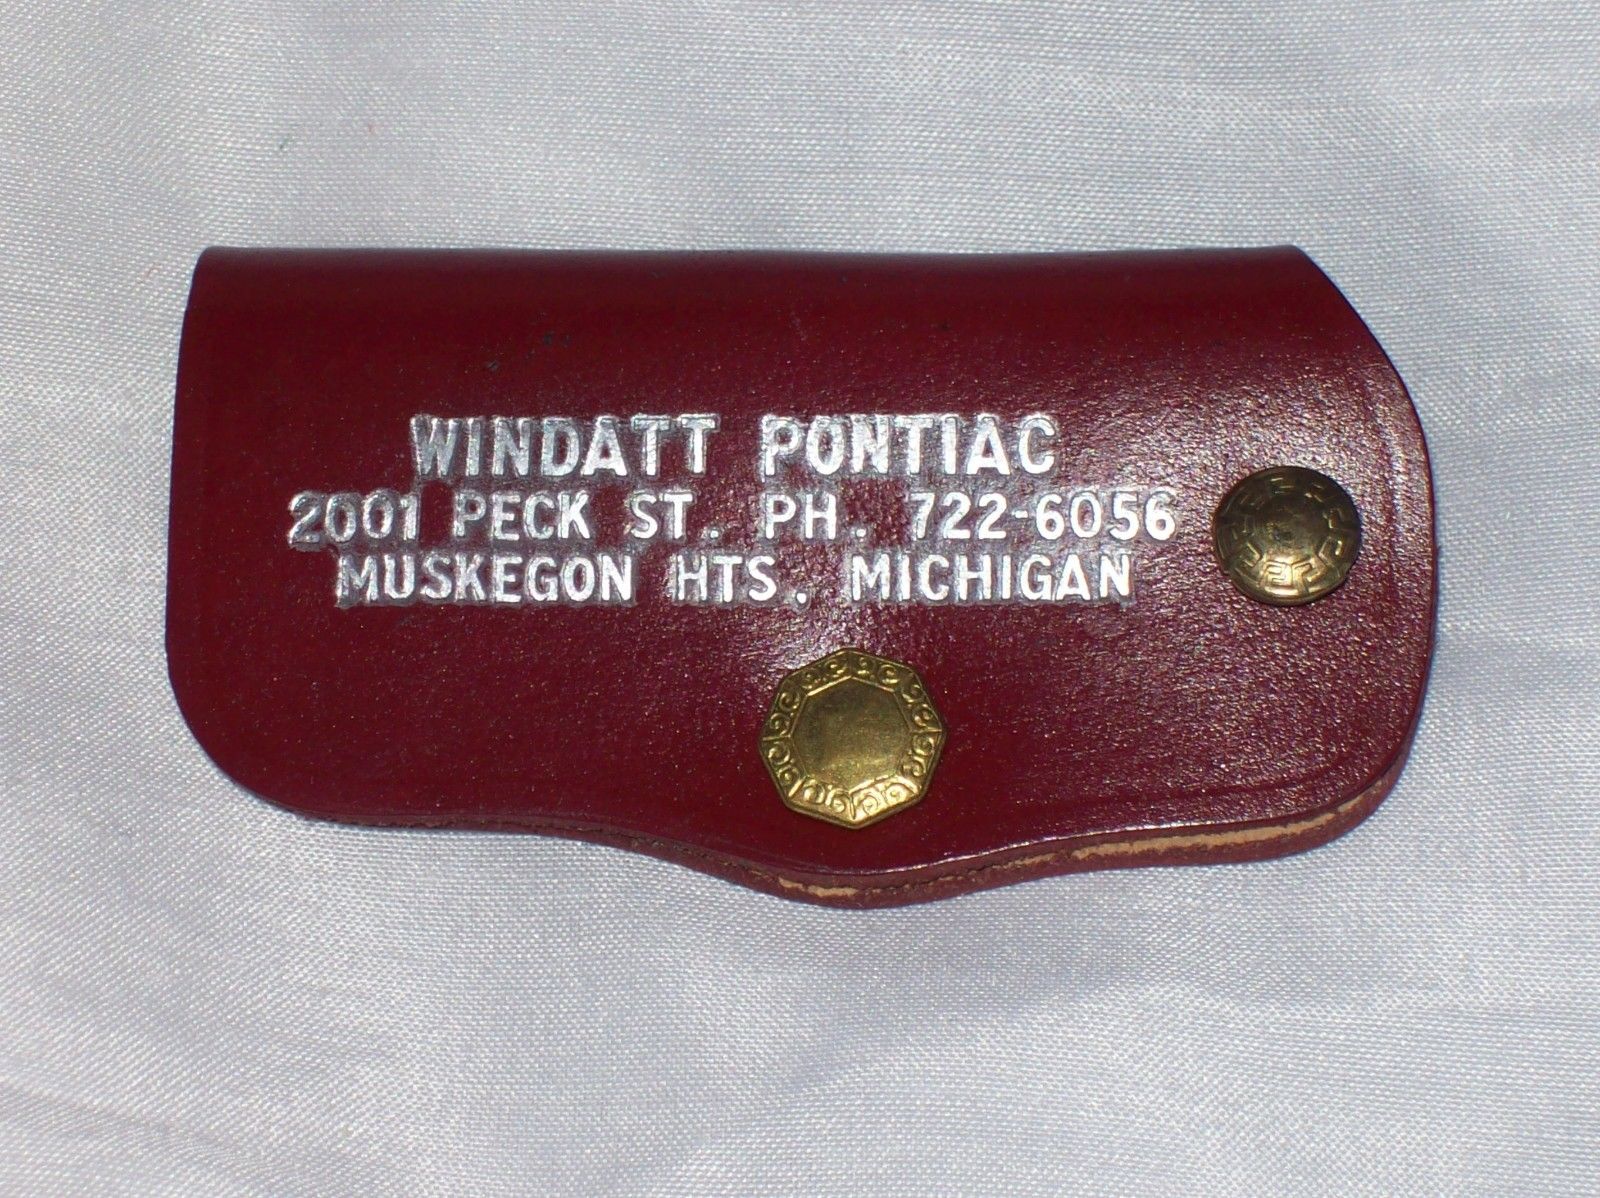 WINDATT PONTIAC
2001 PECK ST. PH. 722-6056
MUSKEGON HTS, MICHIGAN